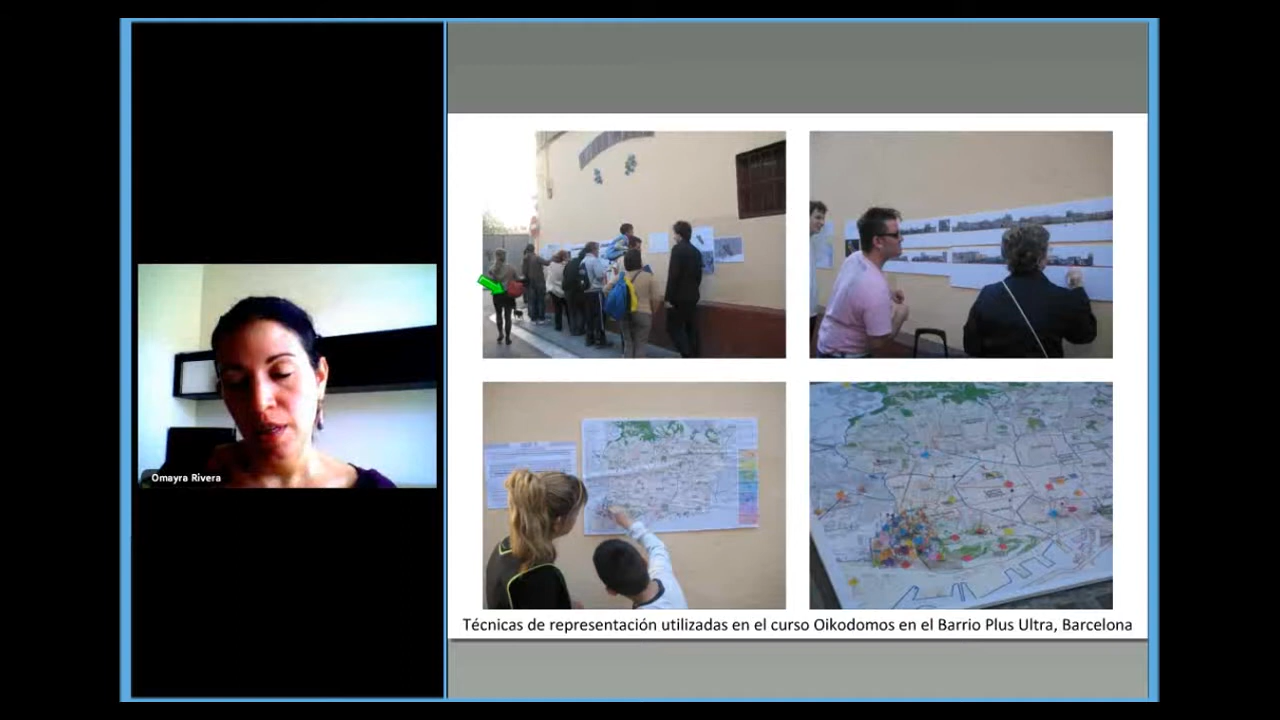 Omayra Rivera
Técnicas de representación utilizadas en el curso Oikodomos en el Barrio Plus Ultra, Barcelona